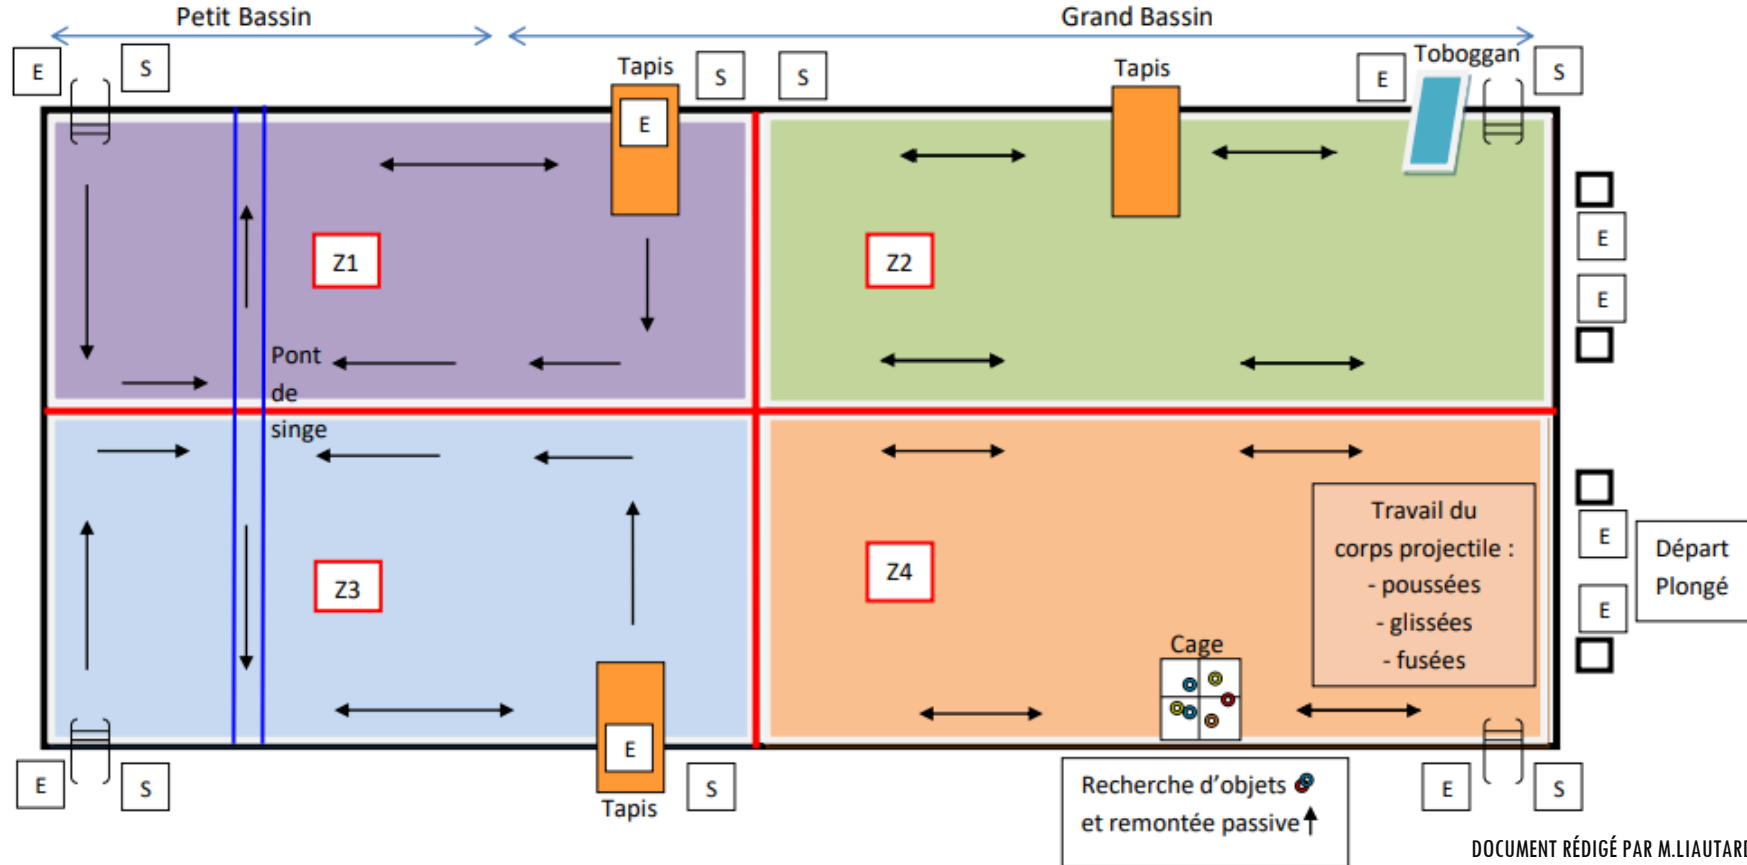 Petit Bassin
Grand Bassin
E
S
Tapis
S
S
Tapis
E
Toboggan
S
E
Z1
Z2
E
E
Pont
de
singe
Z3
Z4
Travail du
corps projectile :
- poussées
- glissées
- fusées
E
E
Départ
Plongé
Cage
E
E
S
Tapis
S
Recherche d'objets
et remontée passive
E
S
DOCUMENT RÉDIGÉ PAR M.LIAUTARD